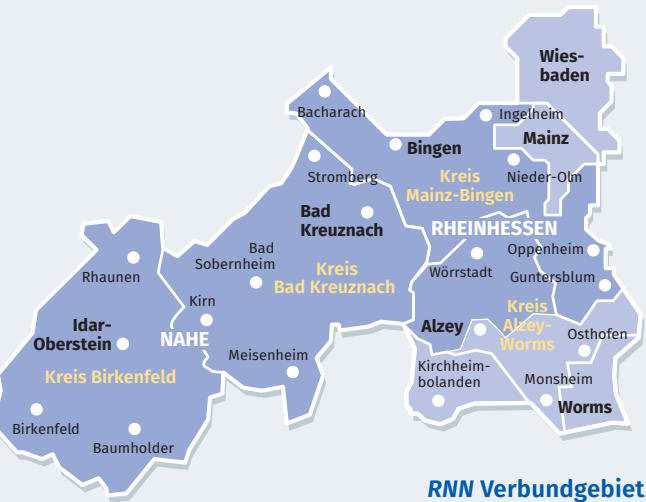 Wies-
baden
Bacharach
Ingelheim
Mainz
Bingen
Stromberg
Kreis
Mainz-Bingen
Nieder-Olm
Bad
Kreuznach
RHEINHESSEN
Oppenheim
Bad
Sobernheim
Rhaunen
Kreis
Bad Kreuznach
Wörrstadt
Guntersblum
Kirn
Kreis
Alzey-
Worms
Idar-
Oberstein
NAHE
Alzey
Osthofen
Meisenheim
Kirchheim-
bolanden
Monsheim
Kreis Birkenfeld
Worms
Birkenfeld
Baumholder
RNN Verbundgebiet